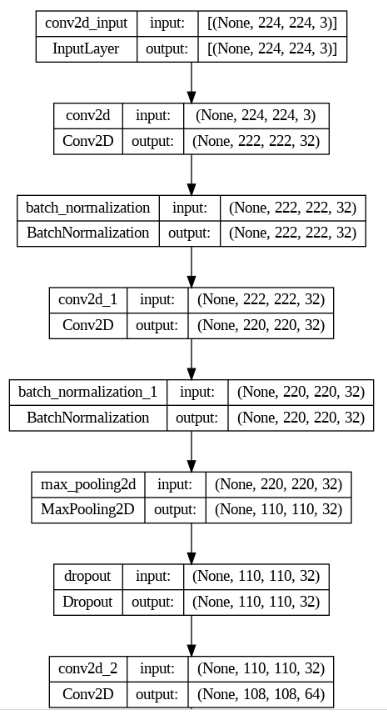 conv2d_input input: [(None, 224, 224, 3)]
InputLayer output: [(None, 224, 224, 3)]
conv2d input: (None, 224, 224, 3)
Conv2D output: (None, 222, 222, 32)
batch_normalization input: (None, 222, 222, 32)
BatchNormalization output: (None, 222, 222, 32)
conv2d_1 input: (None, 222, 222, 32)
Conv2D output: (None, 220, 220, 32)
batch_normalization_1 input: (None, 220, 220, 32)
BatchNormalization output: (None, 220, 220, 32)
max_pooling2d input: (None, 220, 220, 32)
MaxPooling2D output: (None, 110, 110, 32)
dropout input: (None, 110, 110, 32)
Dropout output: (None, 110, 110, 32)
conv2d_2 input: (None, 110, 110, 32)
Conv2D output: (None, 108, 108, 64)